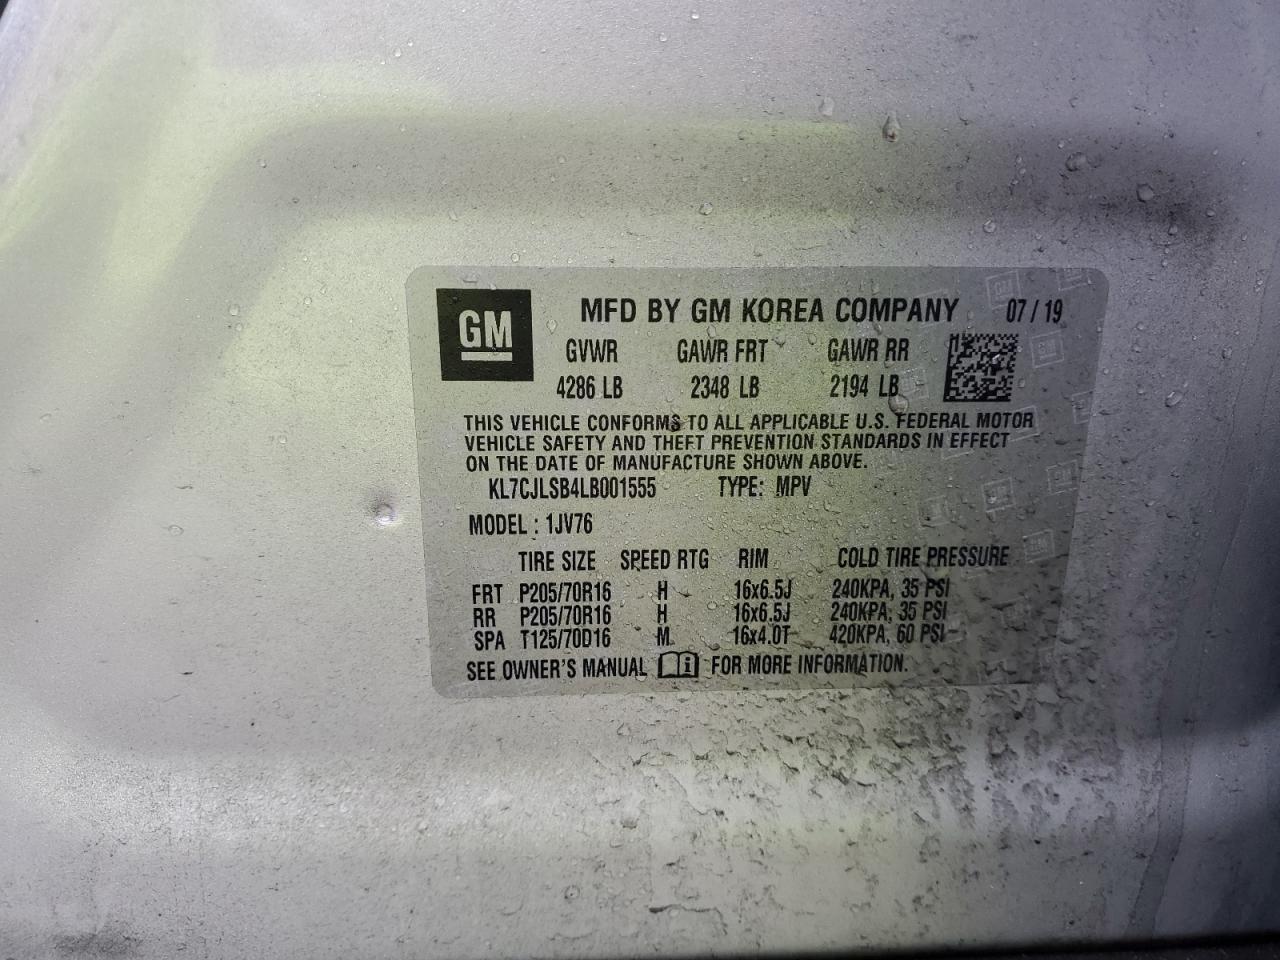 GM MFD BY GM KOREA COMPANY 07 / 19
GVWR GAWR FRT GAWR RR
4286 LB 2348 LB 2194 LB
THIS VEHICLE CONFORMS TO ALL APPLICABLE U.S. FEDERAL MOTOR
VEHICLE SAFETY AND THEFT PREVENTION STANDARDS IN EFFECT
ON THE DATE OF MANUFACTURE SHOWN ABOVE.
KL7CJLSB4LB001555 TYPE: MPV
MODEL : 1JV76
TIRE SIZE SPEED RTG RIM COLD TIRE PRESSURE
FRT P205/70R16 H 16x6.5J 240KPA, 35 PSI
RR P205/70R16 H 16x6.5J 240KPA, 35 PSI
SPA T125/70D16 M 16x4.0T 420KPA, 60 PSI
SEE OWNER'S MANUAL i FOR MORE INFORMATION.